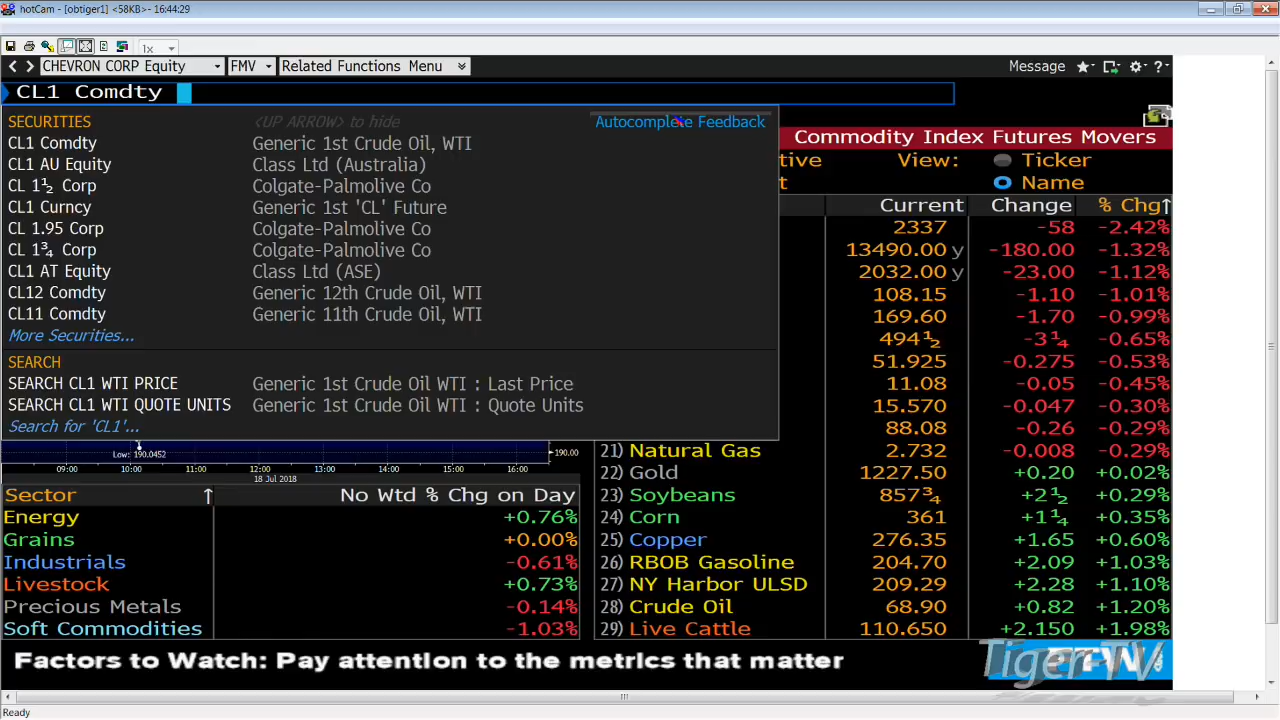 hotCam - [obtiger1] <58KB>- 16:44:29
1x
CHEVRON CORP Equity FMV Related Functions Menu Message ?
CL1 Comdty
SECURITIES <UP ARROW> to hide Autocomplete Feedback
CL1 Comdty Generic 1st Crude Oil, WTI
CL1 AU Equity Class Ltd (Australia)
CL 1½ Corp Colgate-Palmolive Co
CL1 Curncy Generic 1st 'CL' Future
CL 1.95 Corp Colgate-Palmolive Co
CL 1¾ Corp Colgate-Palmolive Co
CL1 AT Equity Class Ltd (ASE)
CL12 Comdty Generic 12th Crude Oil, WTI
CL11 Comdty Generic 11th Crude Oil, WTI
More Securities...
SEARCH
SEARCH CL1 WTI PRICE Generic 1st Crude Oil WTI : Last Price
SEARCH CL1 WTI QUOTE UNITS Generic 1st Crude Oil WTI : Quote Units
Search for 'CL1'...
Commodity Index Futures Movers
tive View: Ticker
t Name
Current Change % Chg↑
2337 -58 -2.42%
13490.00 y -180.00 -1.32%
2032.00 y -23.00 -1.12%
108.15 -1.10 -1.01%
169.60 -1.70 -0.99%
494½ -3¼ -0.65%
51.925 -0.275 -0.53%
11.08 -0.05 -0.45%
15.570 -0.047 -0.30%
88.08 -0.26 -0.29%
21) Natural Gas 2.732 -0.008 -0.29%
22) Gold 1227.50 +0.20 +0.02%
23) Soybeans 857¾ +2½ +0.29%
24) Corn 361 +1¼ +0.35%
25) Copper 276.35 +1.65 +0.60%
26) RBOB Gasoline 204.70 +2.09 +1.03%
27) NY Harbor ULSD 209.29 +2.28 +1.10%
28) Crude Oil 68.90 +0.82 +1.20%
29) Live Cattle 110.650 +2.150 +1.98%
Low: 190.0452 190.00
09:00 10:00 11:00 12:00 13:00 14:00 15:00 16:00
18 Jul 2018
Sector ↑ No Wtd % Chg on Day
Energy +0.76%
Grains +0.00%
Industrials -0.61%
Livestock +0.73%
Precious Metals -0.14%
Soft Commodities -1.03%
Factors to Watch: Pay attention to the metrics that matter
Tiger-TV
Ready